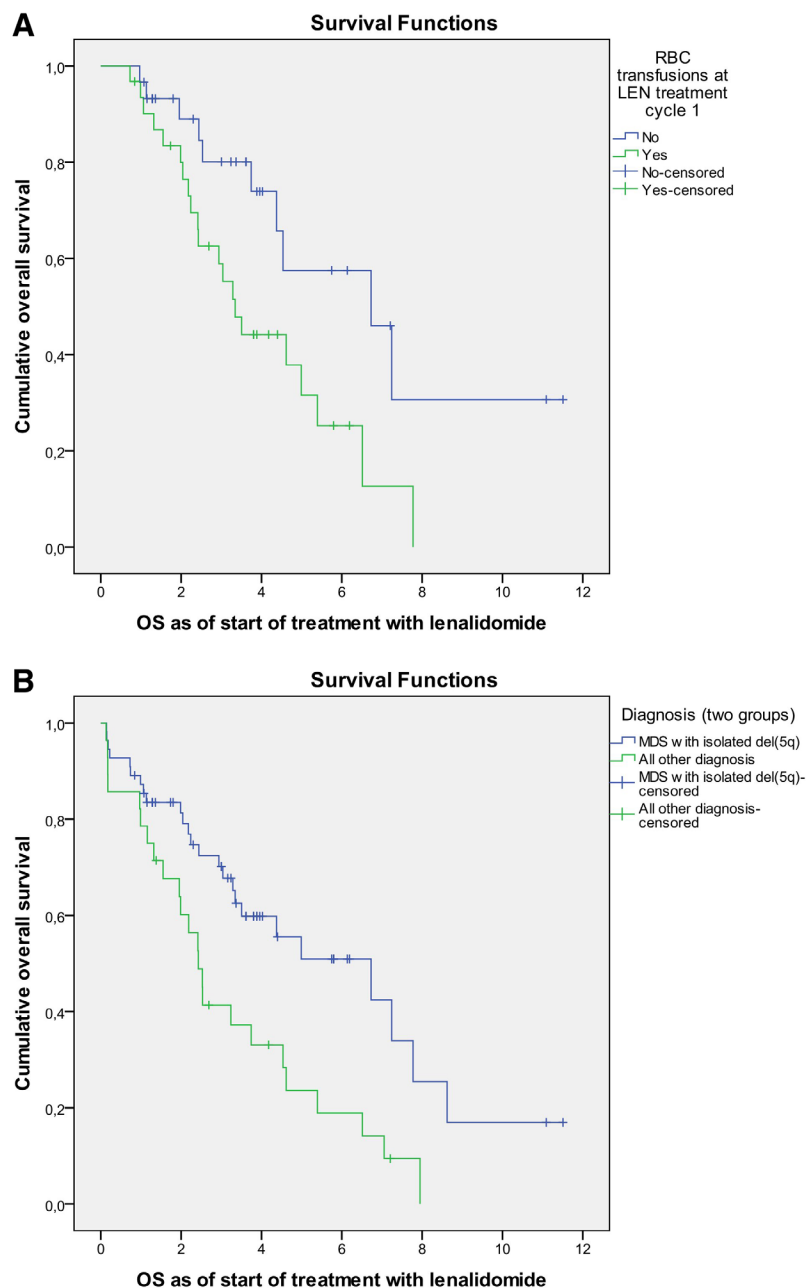 A
Survival Functions
1,0
0,8
0,6
0,4
0,2
0,0
Cumulative overall survival
0 2 4 6 8 10 12
OS as of start of treatment with lenalidomide
RBC
transfusions at
LEN treatment
cycle 1
No
Yes
No-censored
Yes-censored
B
Survival Functions
1,0
0,8
0,6
0,4
0,2
0,0
Cumulative overall survival
0 2 4 6 8 10 12
OS as of start of treatment with lenalidomide
Diagnosis (two groups)
MDS with isolated del(5q)
All other diagnosis
MDS with isolated del(5q)-
censored
All other diagnosis-
censored